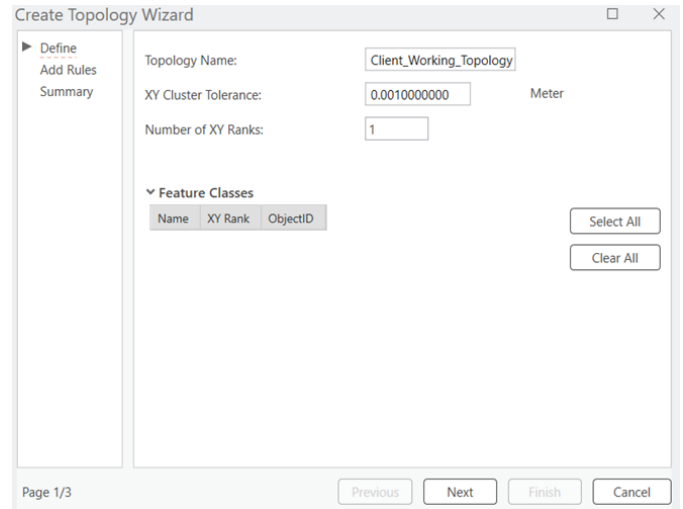 Create Topology Wizard
Define
Add Rules
Summary
Topology Name: Client_Working_Topology
XY Cluster Tolerance: 0.0010000000 Meter
Number of XY Ranks: 1
Feature Classes
Name XY Rank ObjectID
Select All
Clear All
Page 1/3 Previous Next Finish Cancel